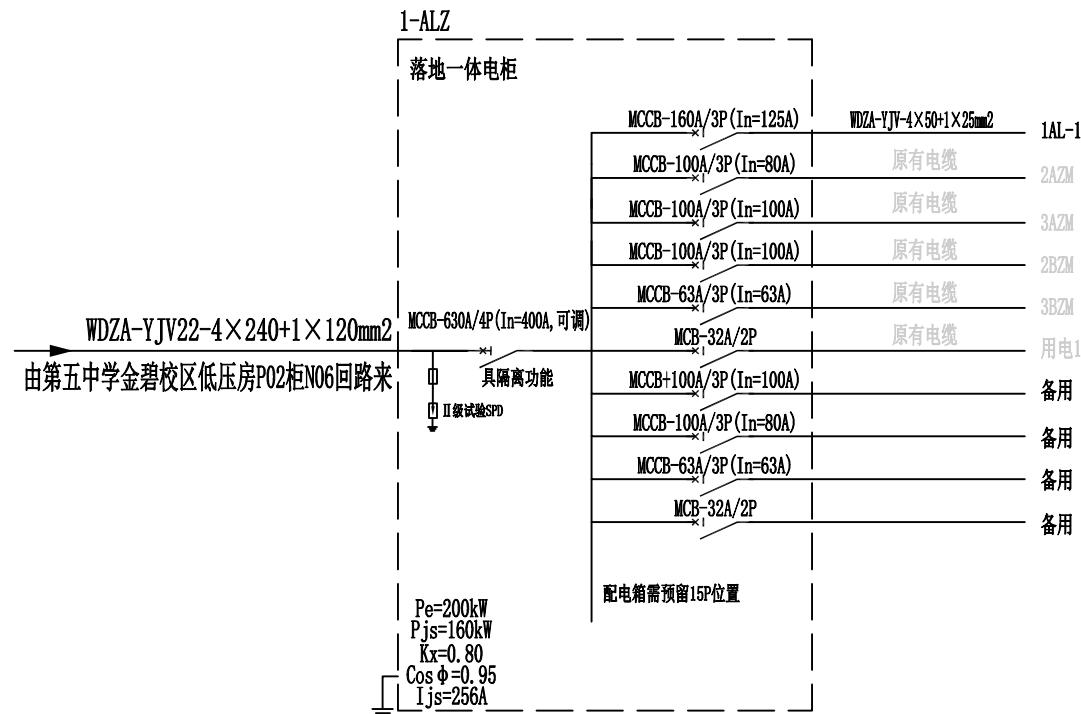 1-ALZ
落地一体电柜
MCCB-160A/3P(In=125A)
WDZA-YJV-4×50+1×25mm2
1AL-1
MCCB-100A/3P(In=80A)
原有电缆
2AZM
MCCB-100A/3P(In=100A)
原有电缆
3AZM
MCCB-100A/3P(In=100A)
原有电缆
2BZM
MCCB-63A/3P(In=63A)
原有电缆
3BZM
WDZA-YJV22-4×240+1×120mm2
MCCB-630A/4P(In=400A,可调)
MCB-32A/2P
原有电缆
用电1
由第五中学金碧校区低压房P02柜N06回路来
具隔离功能
MCCB+100A/3P(In=100A)
备用
Ⅱ级试验SPD
MCCB-100A/3P(In=80A)
备用
MCCB-63A/3P(In=63A)
备用
MCB-32A/2P
备用
配电箱需预留15P位置
Pe=200kW
Pjs=160kW
Kx=0.80
Cosφ=0.95
Ijs=256A